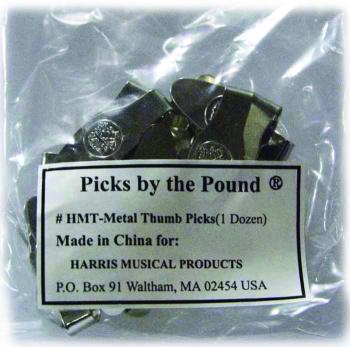 Picks by the Pound ®
# HMT-Metal Thumb Picks(1 Dozen)
Made in China for:
HARRIS MUSICAL PRODUCTS
P.O. Box 91 Waltham, MA 02454 USA